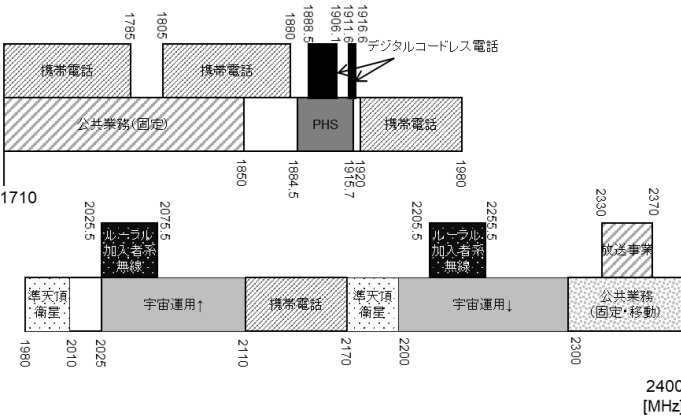 1785
1805
1880
1888.5
1906.1
1911.6
1916.6
デジタルコードレス電話
携帯電話
携帯電話
公共業務(固定)
PHS
携帯電話
1710
1850
1884.5
1915.7
1920
1980
2025.5
2075.5
2205.5
2255.5
2330
2370
ルーラル
加入者系
無線
ルーラル
加入者系
無線
放送事業
準天頂
衛星
宇宙運用↑
携帯電話
準天頂
衛星
宇宙運用↓
公共業務
(固定・移動)
1980
2010
2025
2110
2170
2200
2300
2400
[MHz]